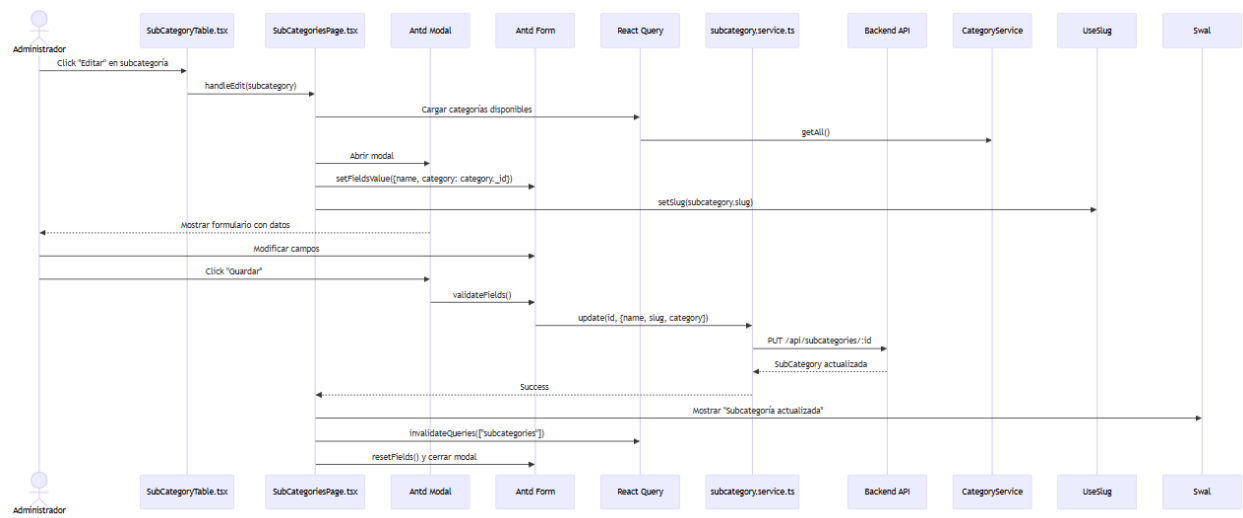 SubCategoryTable.tsx
SubCategoriesPage.tsx
Antd Modal
Antd Form
React Query
subcategory.service.ts
Backend API
CategoryService
UseSlug
Swal
Administrador
Click "Editar" en subcategoría
handleEdit(subcategory)
Cargar categorías disponibles
getAll()
Abrir modal
setFieldsValue({name, category: category._id})
setSlug(subcategory.slug)
Mostrar formulario con datos
Modificar campos
Click "Guardar"
validateFields()
update(id, {name, slug, category})
PUT /api/subcategories/:id
SubCategory actualizada
Success
Mostrar "Subcategoría actualizada"
invalidateQueries(["subcategories"])
resetFields() y cerrar modal
SubCategoryTable.tsx
SubCategoriesPage.tsx
Antd Modal
Antd Form
React Query
subcategory.service.ts
Backend API
CategoryService
UseSlug
Swal
Administrador